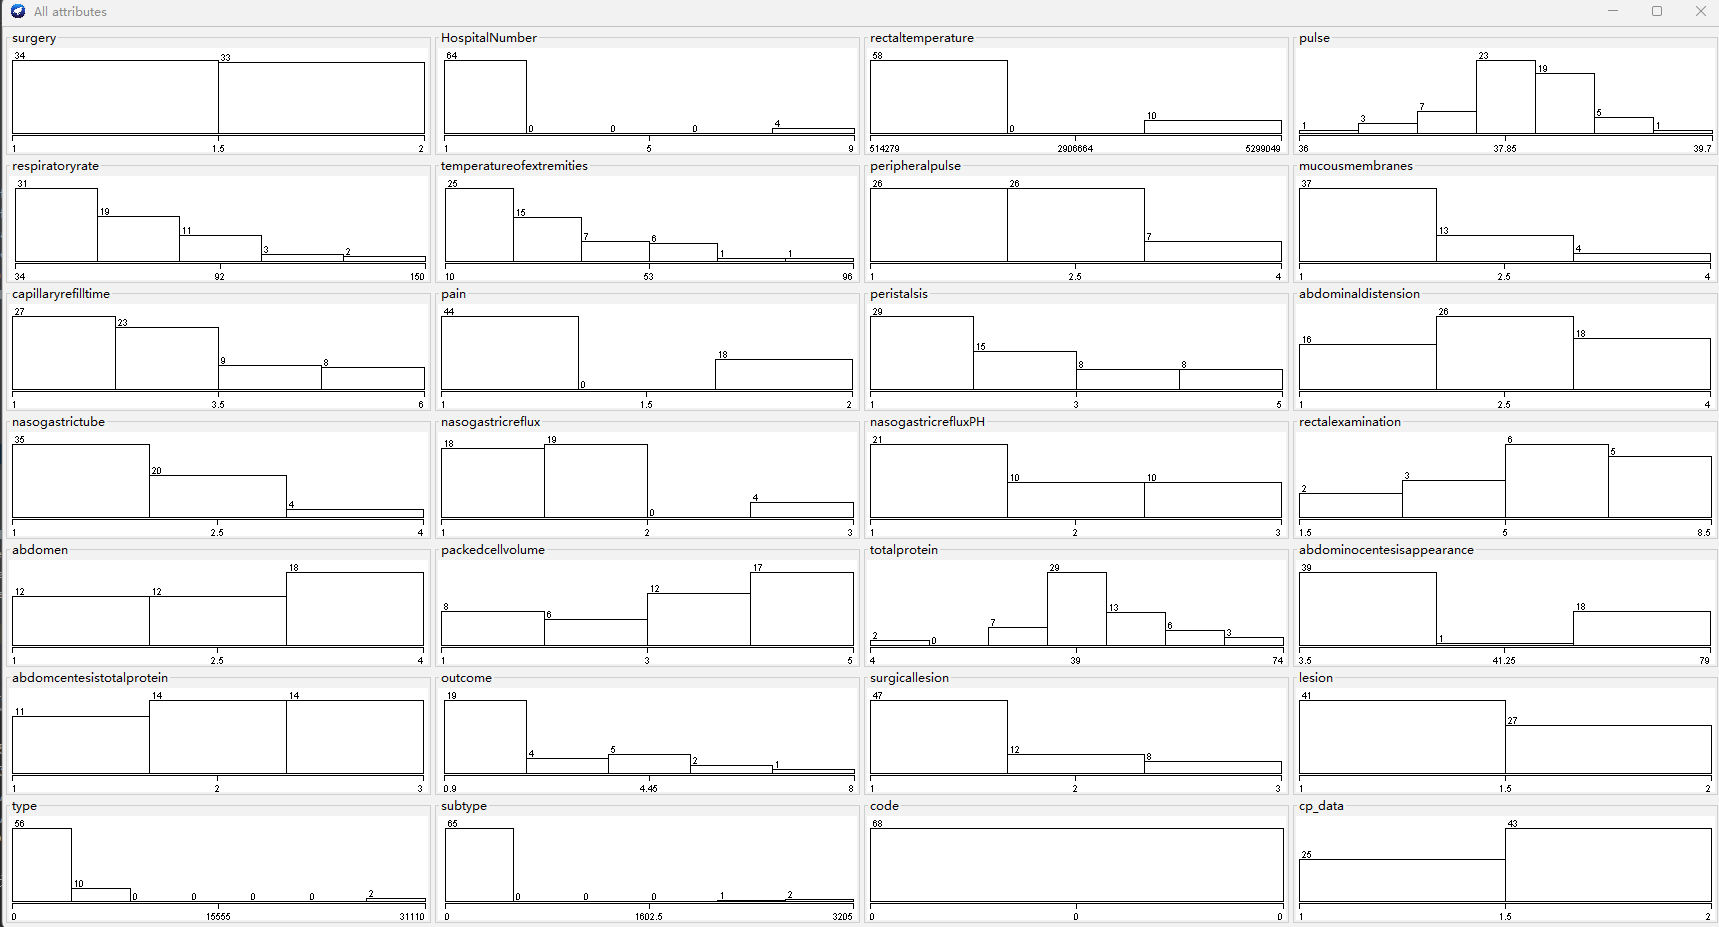 All attributes
surgery
34
33
1 1.5 2
HospitalNumber
64
0 0 0 4
1 5 9
rectaltemperature
58
0
10
514279 2906664 5299049
pulse
1 3 7 23 19 5 1
36 37.85 39.7
respiratoryrate
31 19 11 3 2
34 92 150
temperatureofextremities
25 15 7 6 1 1
10 53 96
peripheralpulse
26 26 7
1 2.5 4
mucousmembranes
37 13 4
1 2.5 4
capillaryrefilltime
27 23 9 8
1 3.5 6
pain
44 0 18
1 1.5 2
peristalsis
29 15 8 8
1 3 5
abdominaldistension
16 26 18
1 2.5 4
nasogastrictube
35 20 4
1 2.5 4
nasogastricreflux
18 19 0 4
1 2 3
nasogastricrefluxPH
21 10 10
1 2 3
rectalexamination
2 3 6 5
1.5 5 8.5
abdomen
12 12 18
1 2.5 4
packedcellvolume
8 6 12 17
1 3 5
totalprotein
2 0 7 29 13 6 3
4 39 74
abdominocentesisappearance
39 1 18
3.5 41.25 79
abdomcentesistotalprotein
11 14 14
1 2 3
outcome
19 4 5 2 1
0.9 4.45 8
surgicallesion
47 12 8
1 2 3
lesion
41 27
1 1.5 2
type
56 10 0 0 0 0 2
0 15555 31110
subtype
65 0 0 0 1 2
0 1602.5 3205
code
68
0 0 0
cp_data
25 43
1 1.5 2